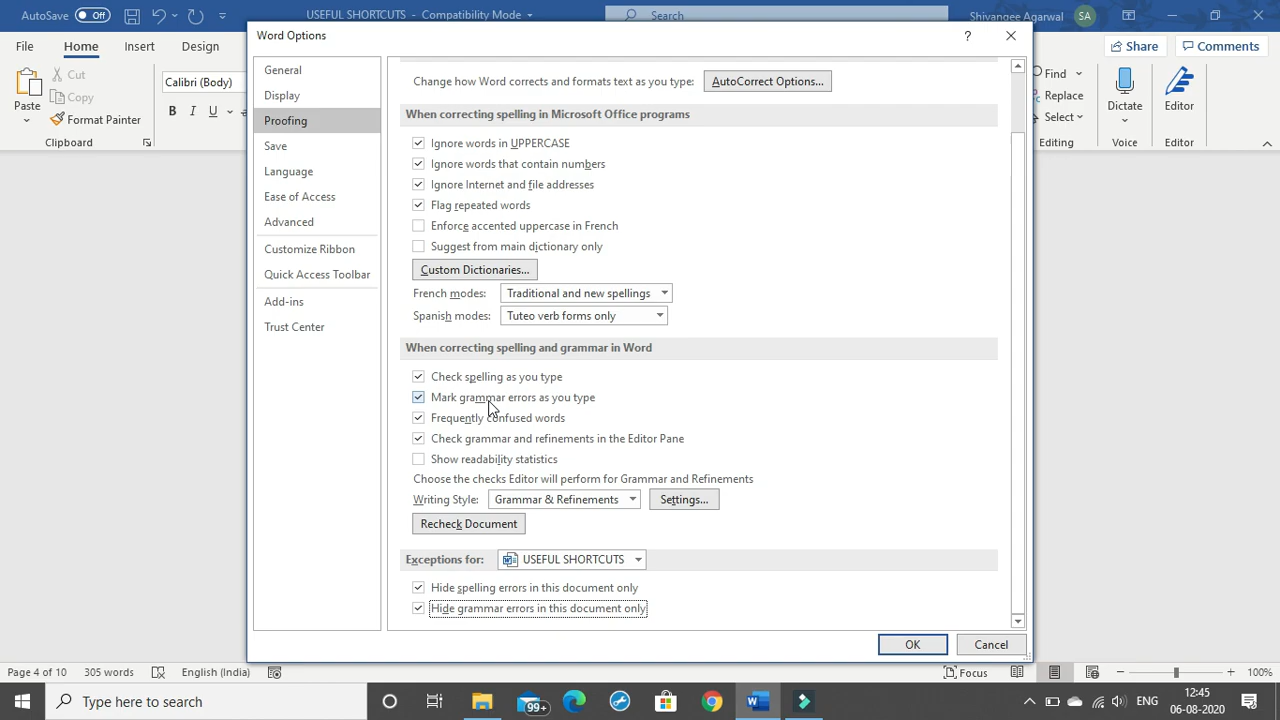 AutoSave Off USEFUL SHORTCUTS - Compatibility Mode Search Shivangee Agarwal SA
Word Options ?
File Home Insert Design Share Comments
General
Display
Proofing
Save
Language
Ease of Access
Advanced
Customize Ribbon
Quick Access Toolbar
Add-ins
Trust Center
Paste
Cut
Copy
Format Painter
Clipboard
Calibri (Body)
B I U
Change how Word corrects and formats text as you type: AutoCorrect Options...
When correcting spelling in Microsoft Office programs
Ignore words in UPPERCASE
Ignore words that contain numbers
Ignore Internet and file addresses
Flag repeated words
Enforce accented uppercase in French
Suggest from main dictionary only
Custom Dictionaries...
French modes: Traditional and new spellings
Spanish modes: Tuteo verb forms only
When correcting spelling and grammar in Word
Check spelling as you type
Mark grammar errors as you type
Frequently confused words
Check grammar and refinements in the Editor Pane
Show readability statistics
Choose the checks Editor will perform for Grammar and Refinements
Writing Style: Grammar & Refinements Settings...
Recheck Document
Exceptions for: USEFUL SHORTCUTS
Hide spelling errors in this document only
Hide grammar errors in this document only
OK Cancel
Find
Replace
Select
Editing
Dictate
Voice
Editor
Editor
Page 4 of 10 305 words English (India) Focus 100%
Type here to search 99+ ENG 12:45
06-08-2020